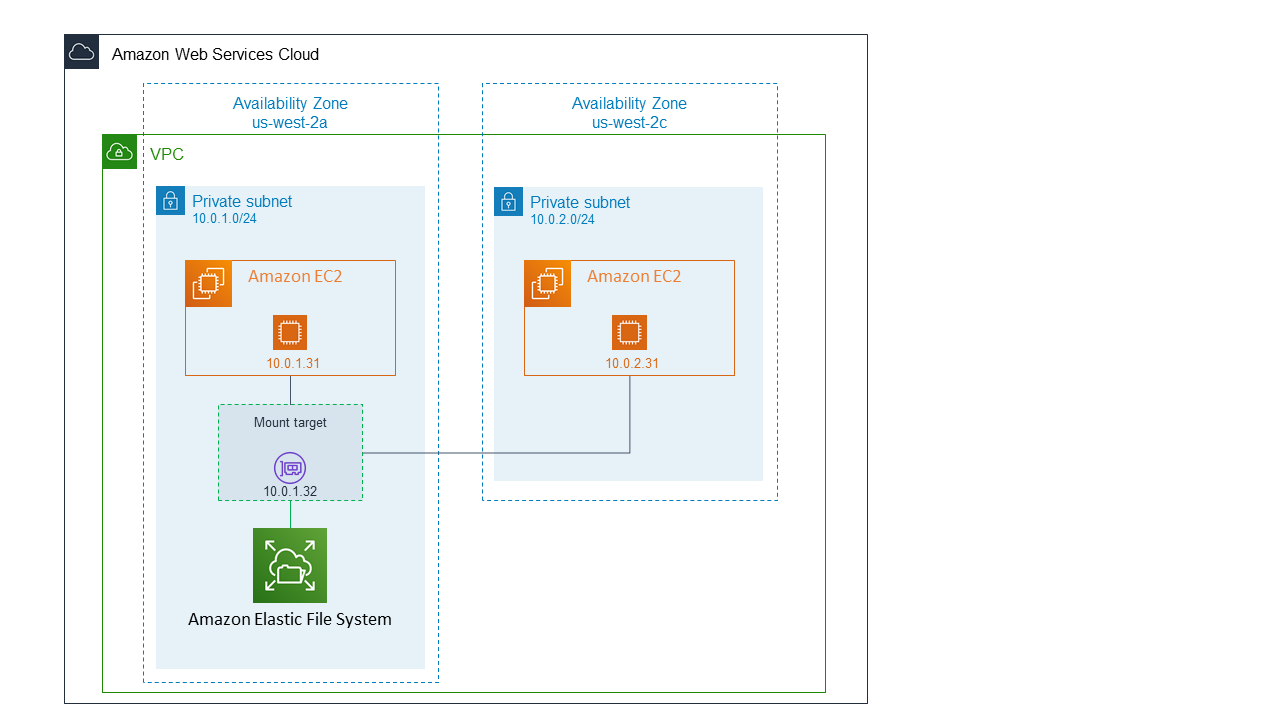 Amazon Web Services Cloud
Availability Zone
us-west-2a
Availability Zone
us-west-2c
VPC
Private subnet
10.0.1.0/24
Private subnet
10.0.2.0/24
Amazon EC2
10.0.1.31
Amazon EC2
10.0.2.31
Mount target
10.0.1.32
Amazon Elastic File System